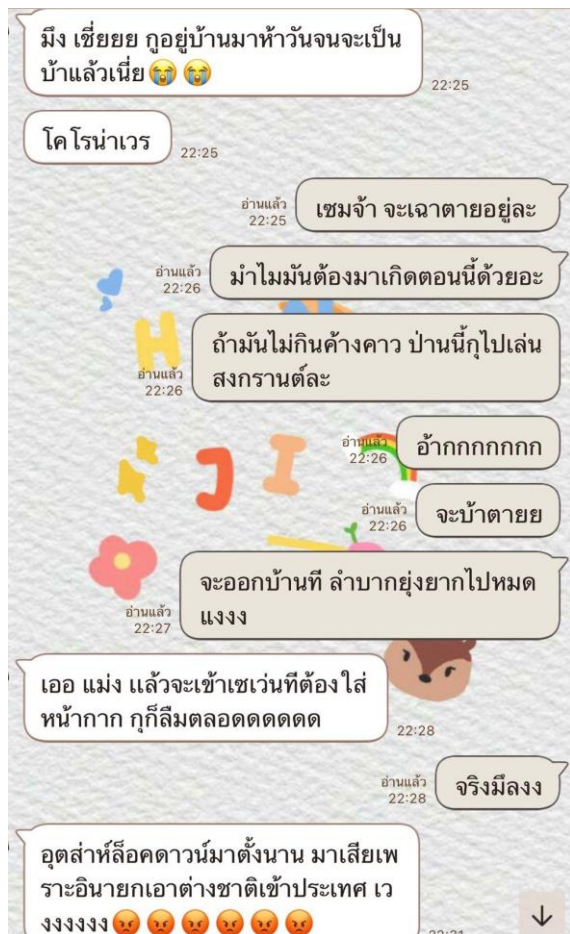 มึง เชี่ยยย กูอยู่บ้านมาห้าวันจนจะเป็น
บ้าแล้วเนี่ย😭 😭
22:25
โคโรน่าเวร
22:25
อ่านแล้ว
22:25
เซมจ้า จะเฉาตายอยู่ละ
อ่านแล้ว
22:26
มำไมมันต้องมาเกิดตอนนี้ด้วยอะ
ถ้ามันไม่กินค้างคาว ป่านนี้กุไปเล่น
สงกรานต์ละ
อ่านแล้ว
22:26
อ่านแล้ว
22:26
อ้ากกกกกกกก
อ่านแล้ว
22:26
จะบ้าตายย
จะออกบ้านที ลำบากยุ่งยากไปหมด
แงงง
อ่านแล้ว
22:27
เออ แม่ง แล้วจะเข้าเซเว่นทีต้องใส่
หน้ากาก กุก็ลืมตลอดดดดดด
22:28
อ่านแล้ว
22:28
จริงมึลงง
อุตส่าห์ล็อคดาวน์มาตั้งนาน มาเสียเพ
ราะอินายกเอาต่างชาติเข้าประเทศ เว
งงงงงง😡 😡 😡 😡 😡 😡